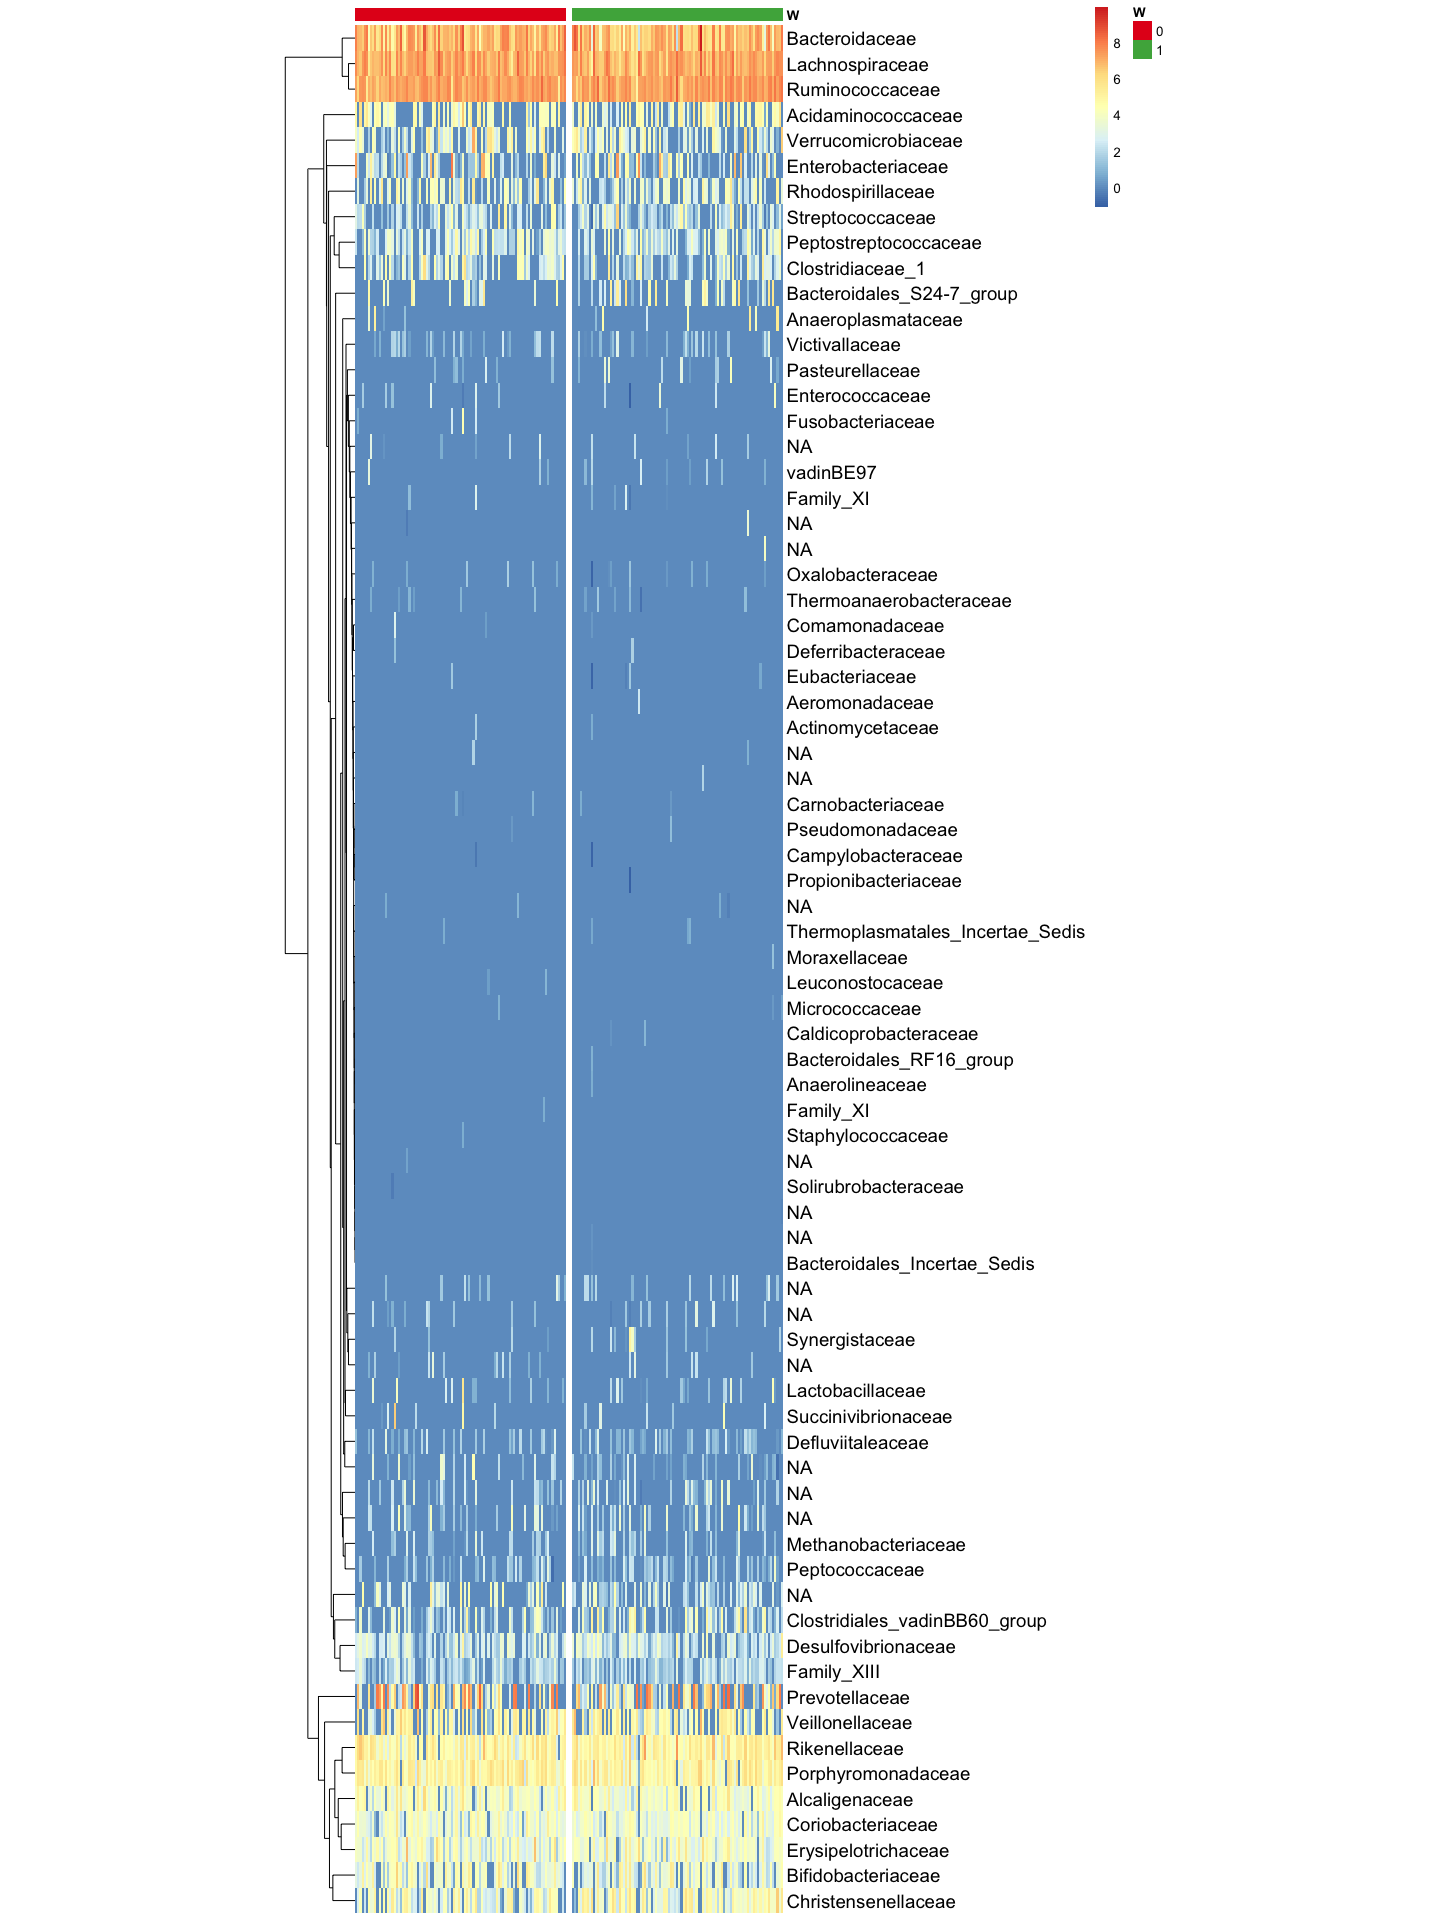 W
Bacteroidaceae
Lachnospiraceae
Ruminococcaceae
Acidaminococcaceae
Verrucomicrobiaceae
Enterobacteriaceae
Rhodospirillaceae
Streptococcaceae
Peptostreptococcaceae
Clostridiaceae_1
Bacteroidales_S24-7_group
Anaeroplasmataceae
Victivallaceae
Pasteurellaceae
Enterococcaceae
Fusobacteriaceae
NA
vadinBE97
Family_XI
NA
NA
Oxalobacteraceae
Thermoanaerobacteraceae
Comamonadaceae
Deferribacteraceae
Eubacteriaceae
Aeromonadaceae
Actinomycetaceae
NA
NA
Carnobacteriaceae
Pseudomonadaceae
Campylobacteraceae
Propionibacteriaceae
NA
Thermoplasmatales_Incertae_Sedis
Moraxellaceae
Leuconostocaceae
Micrococcaceae
Caldicoprobacteraceae
Bacteroidales_RF16_group
Anaerolineaceae
Family_XI
Staphylococcaceae
NA
Solirubrobacteraceae
NA
NA
Bacteroidales_Incertae_Sedis
NA
NA
Synergistaceae
NA
Lactobacillaceae
Succinivibrionaceae
Defluviitaleaceae
NA
NA
NA
Methanobacteriaceae
Peptococcaceae
NA
Clostridiales_vadinBB60_group
Desulfovibrionaceae
Family_XIII
Prevotellaceae
Veillonellaceae
Rikenellaceae
Porphyromonadaceae
Alcaligenaceae
Coriobacteriaceae
Erysipelotrichaceae
Bifidobacteriaceae
Christensenellaceae
8
6
4
2
0
W
0
1